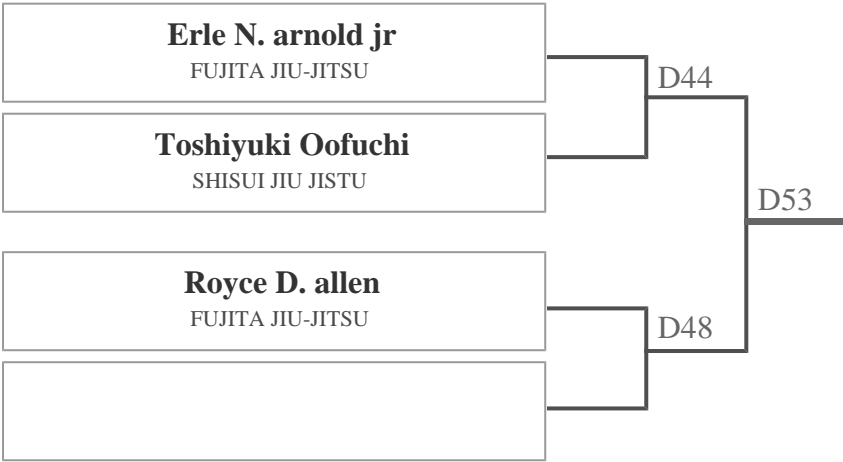 Erle N. arnold jr
FUJITA JIU-JITSU
D44
Toshiyuki Oofuchi
SHISUI JIU JISTU
D53
Royce D. allen
FUJITA JIU-JITSU
D48